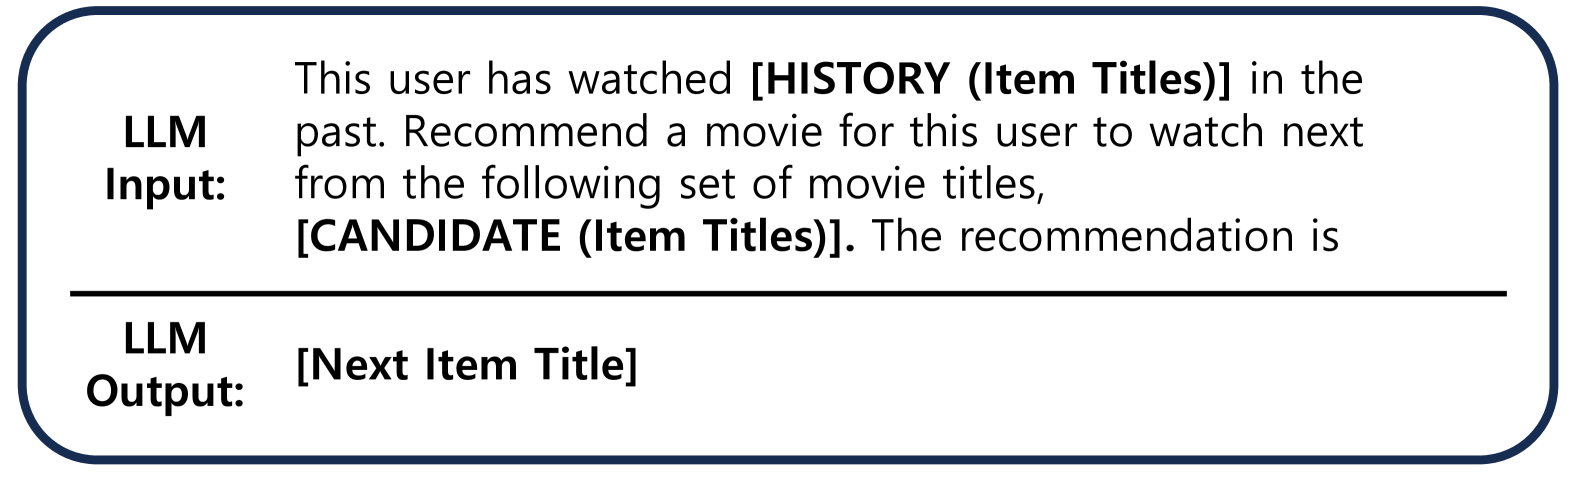 LLM
Input:
This user has watched [HISTORY (Item Titles)] in the
past. Recommend a movie for this user to watch next
from the following set of movie titles,
[CANDIDATE (Item Titles)]. The recommendation is
LLM
Output:
[Next Item Title]